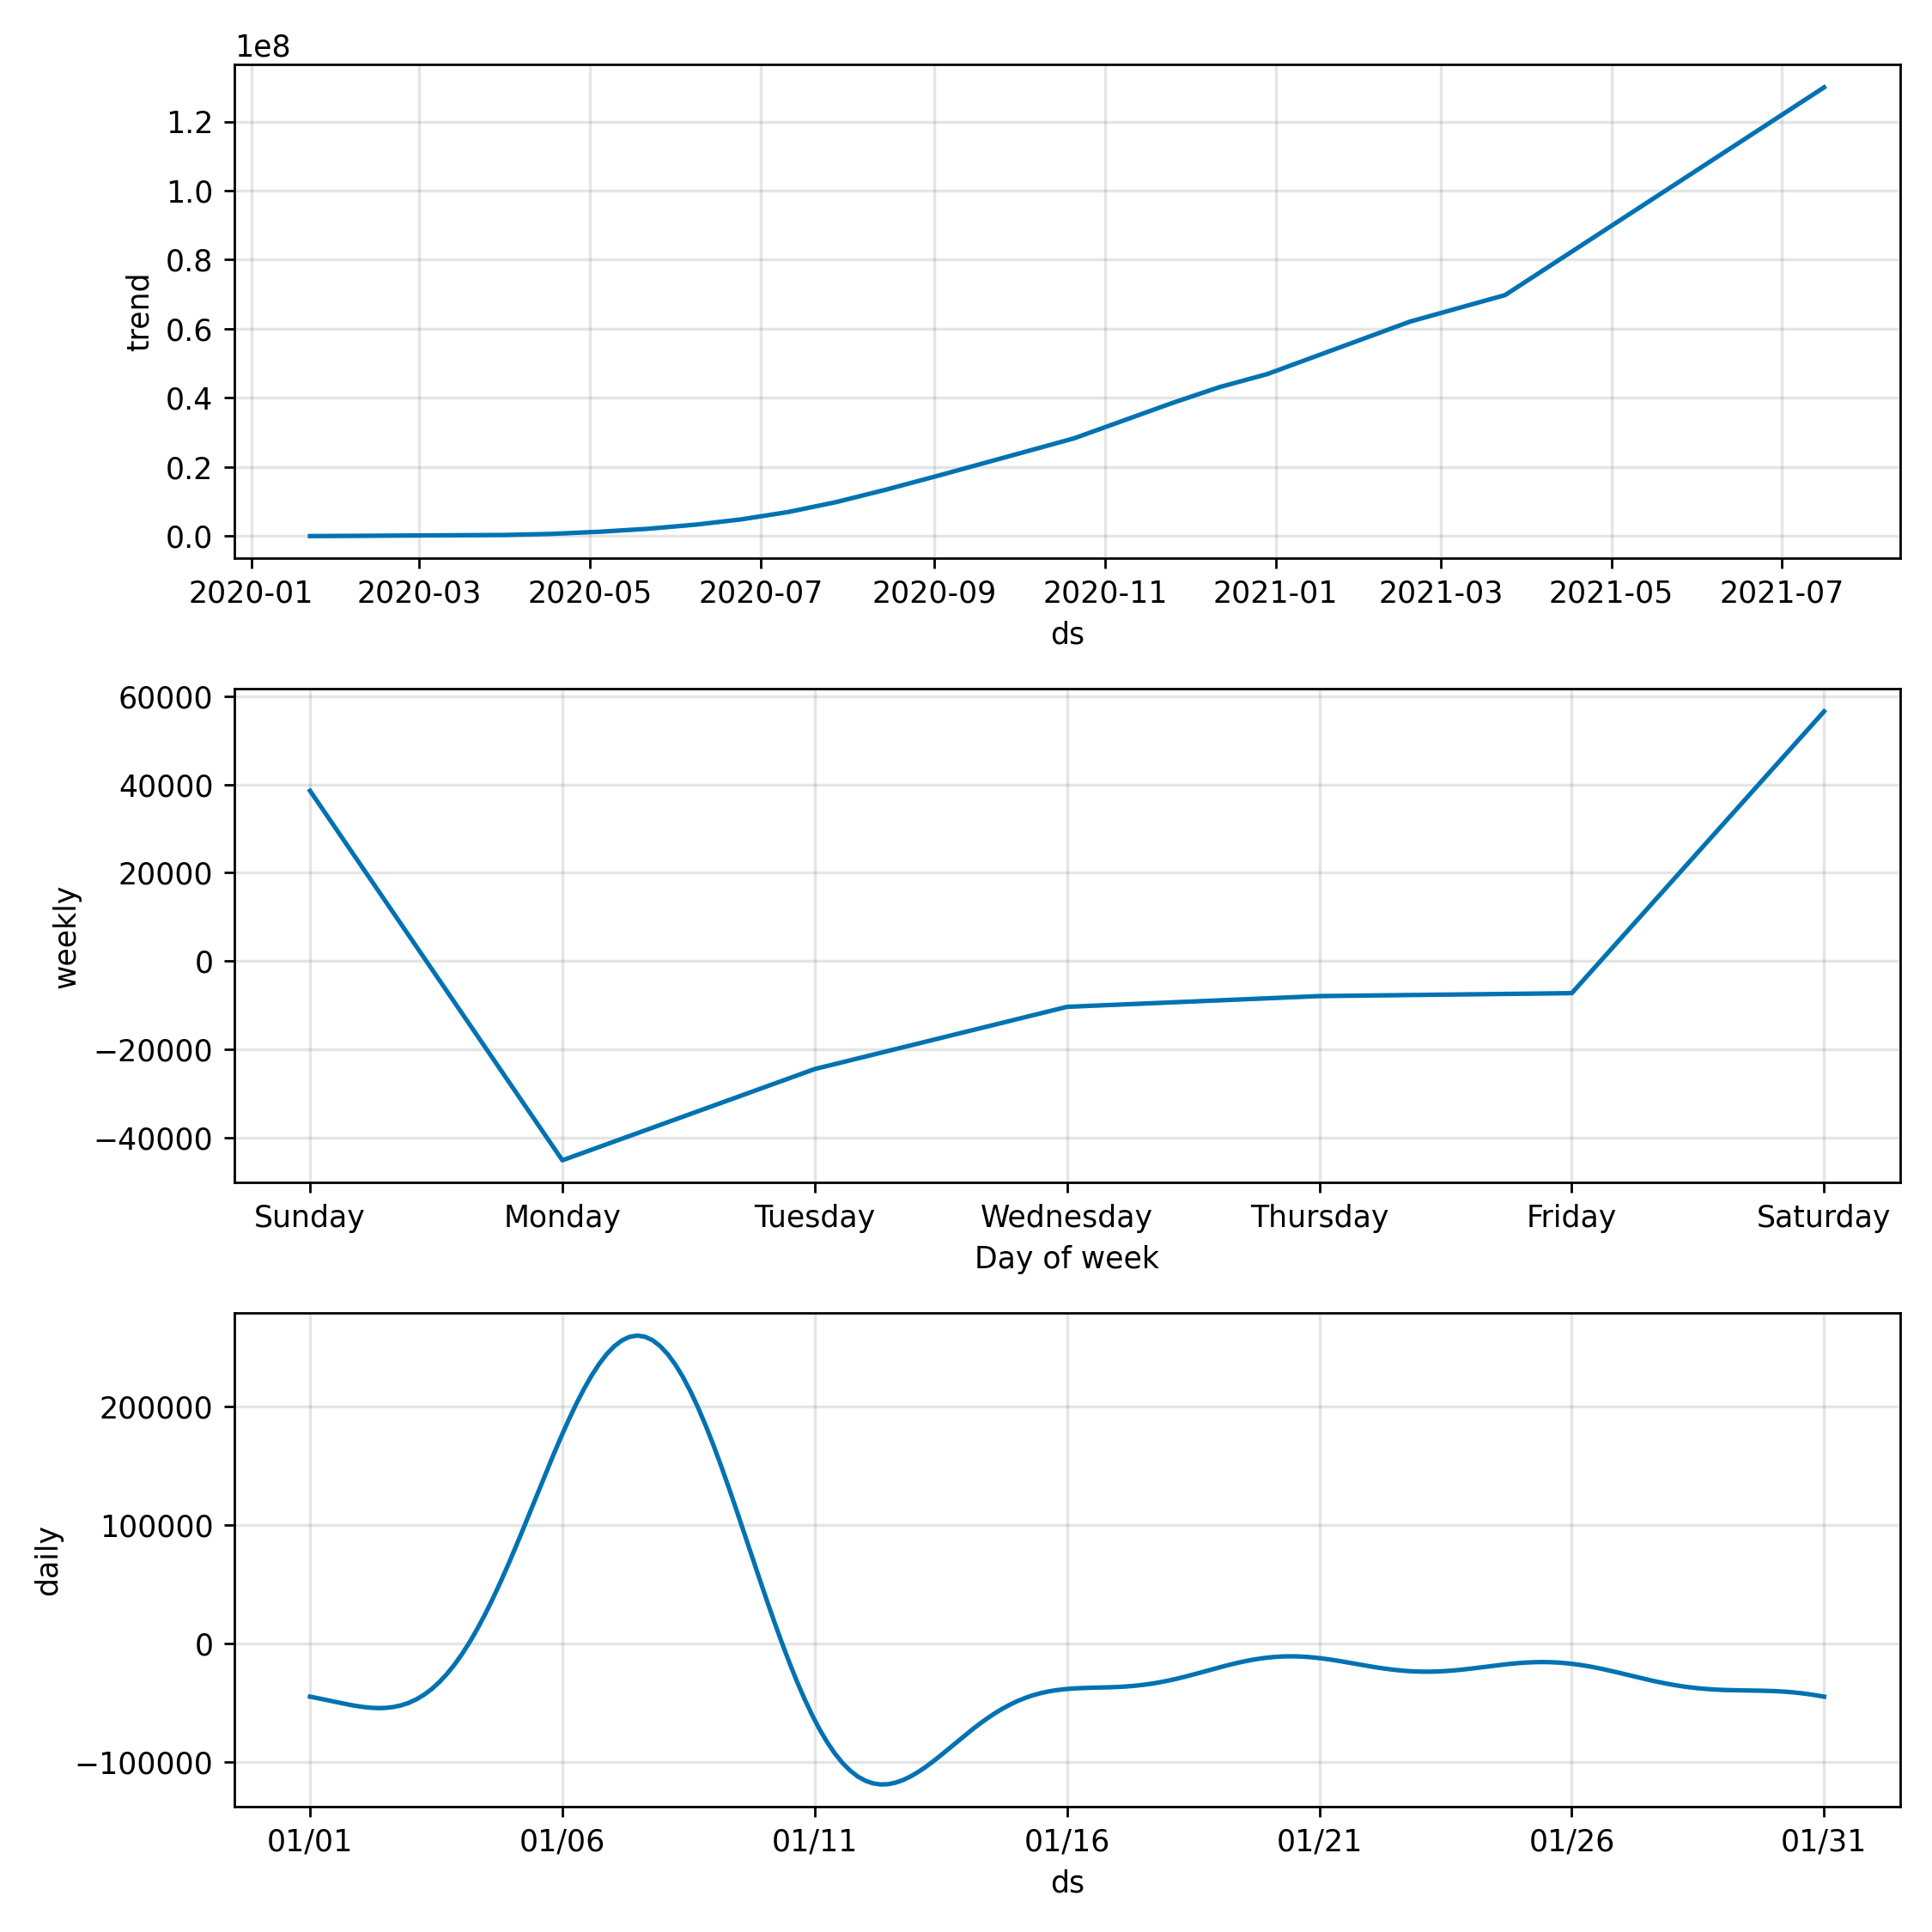 1e8
1.2
1.0
0.8
0.6
0.4
0.2
0.0
trend
2020-01 2020-03 2020-05 2020-07 2020-09 2020-11 2021-01 2021-03 2021-05 2021-07
ds
60000
40000
20000
0
−20000
−40000
weekly
Sunday Monday Tuesday Wednesday Thursday Friday Saturday
Day of week
200000
100000
0
−100000
daily
01/01 01/06 01/11 01/16 01/21 01/26 01/31
ds